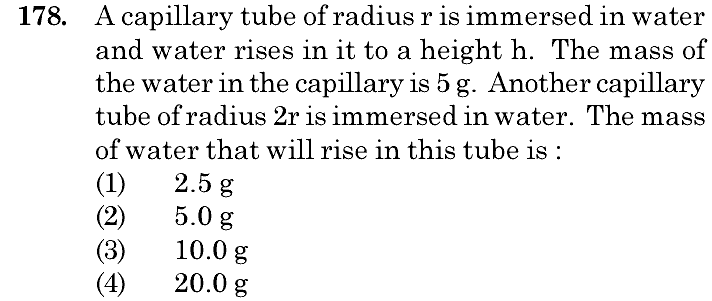 178. A capillary tube of radius r is immersed in water
and water rises in it to a height h. The mass of
the water in the capillary is 5 g. Another capillary
tube of radius 2r is immersed in water. The mass
of water that will rise in this tube is :
(1) 2.5 g
(2) 5.0 g
(3) 10.0 g
(4) 20.0 g